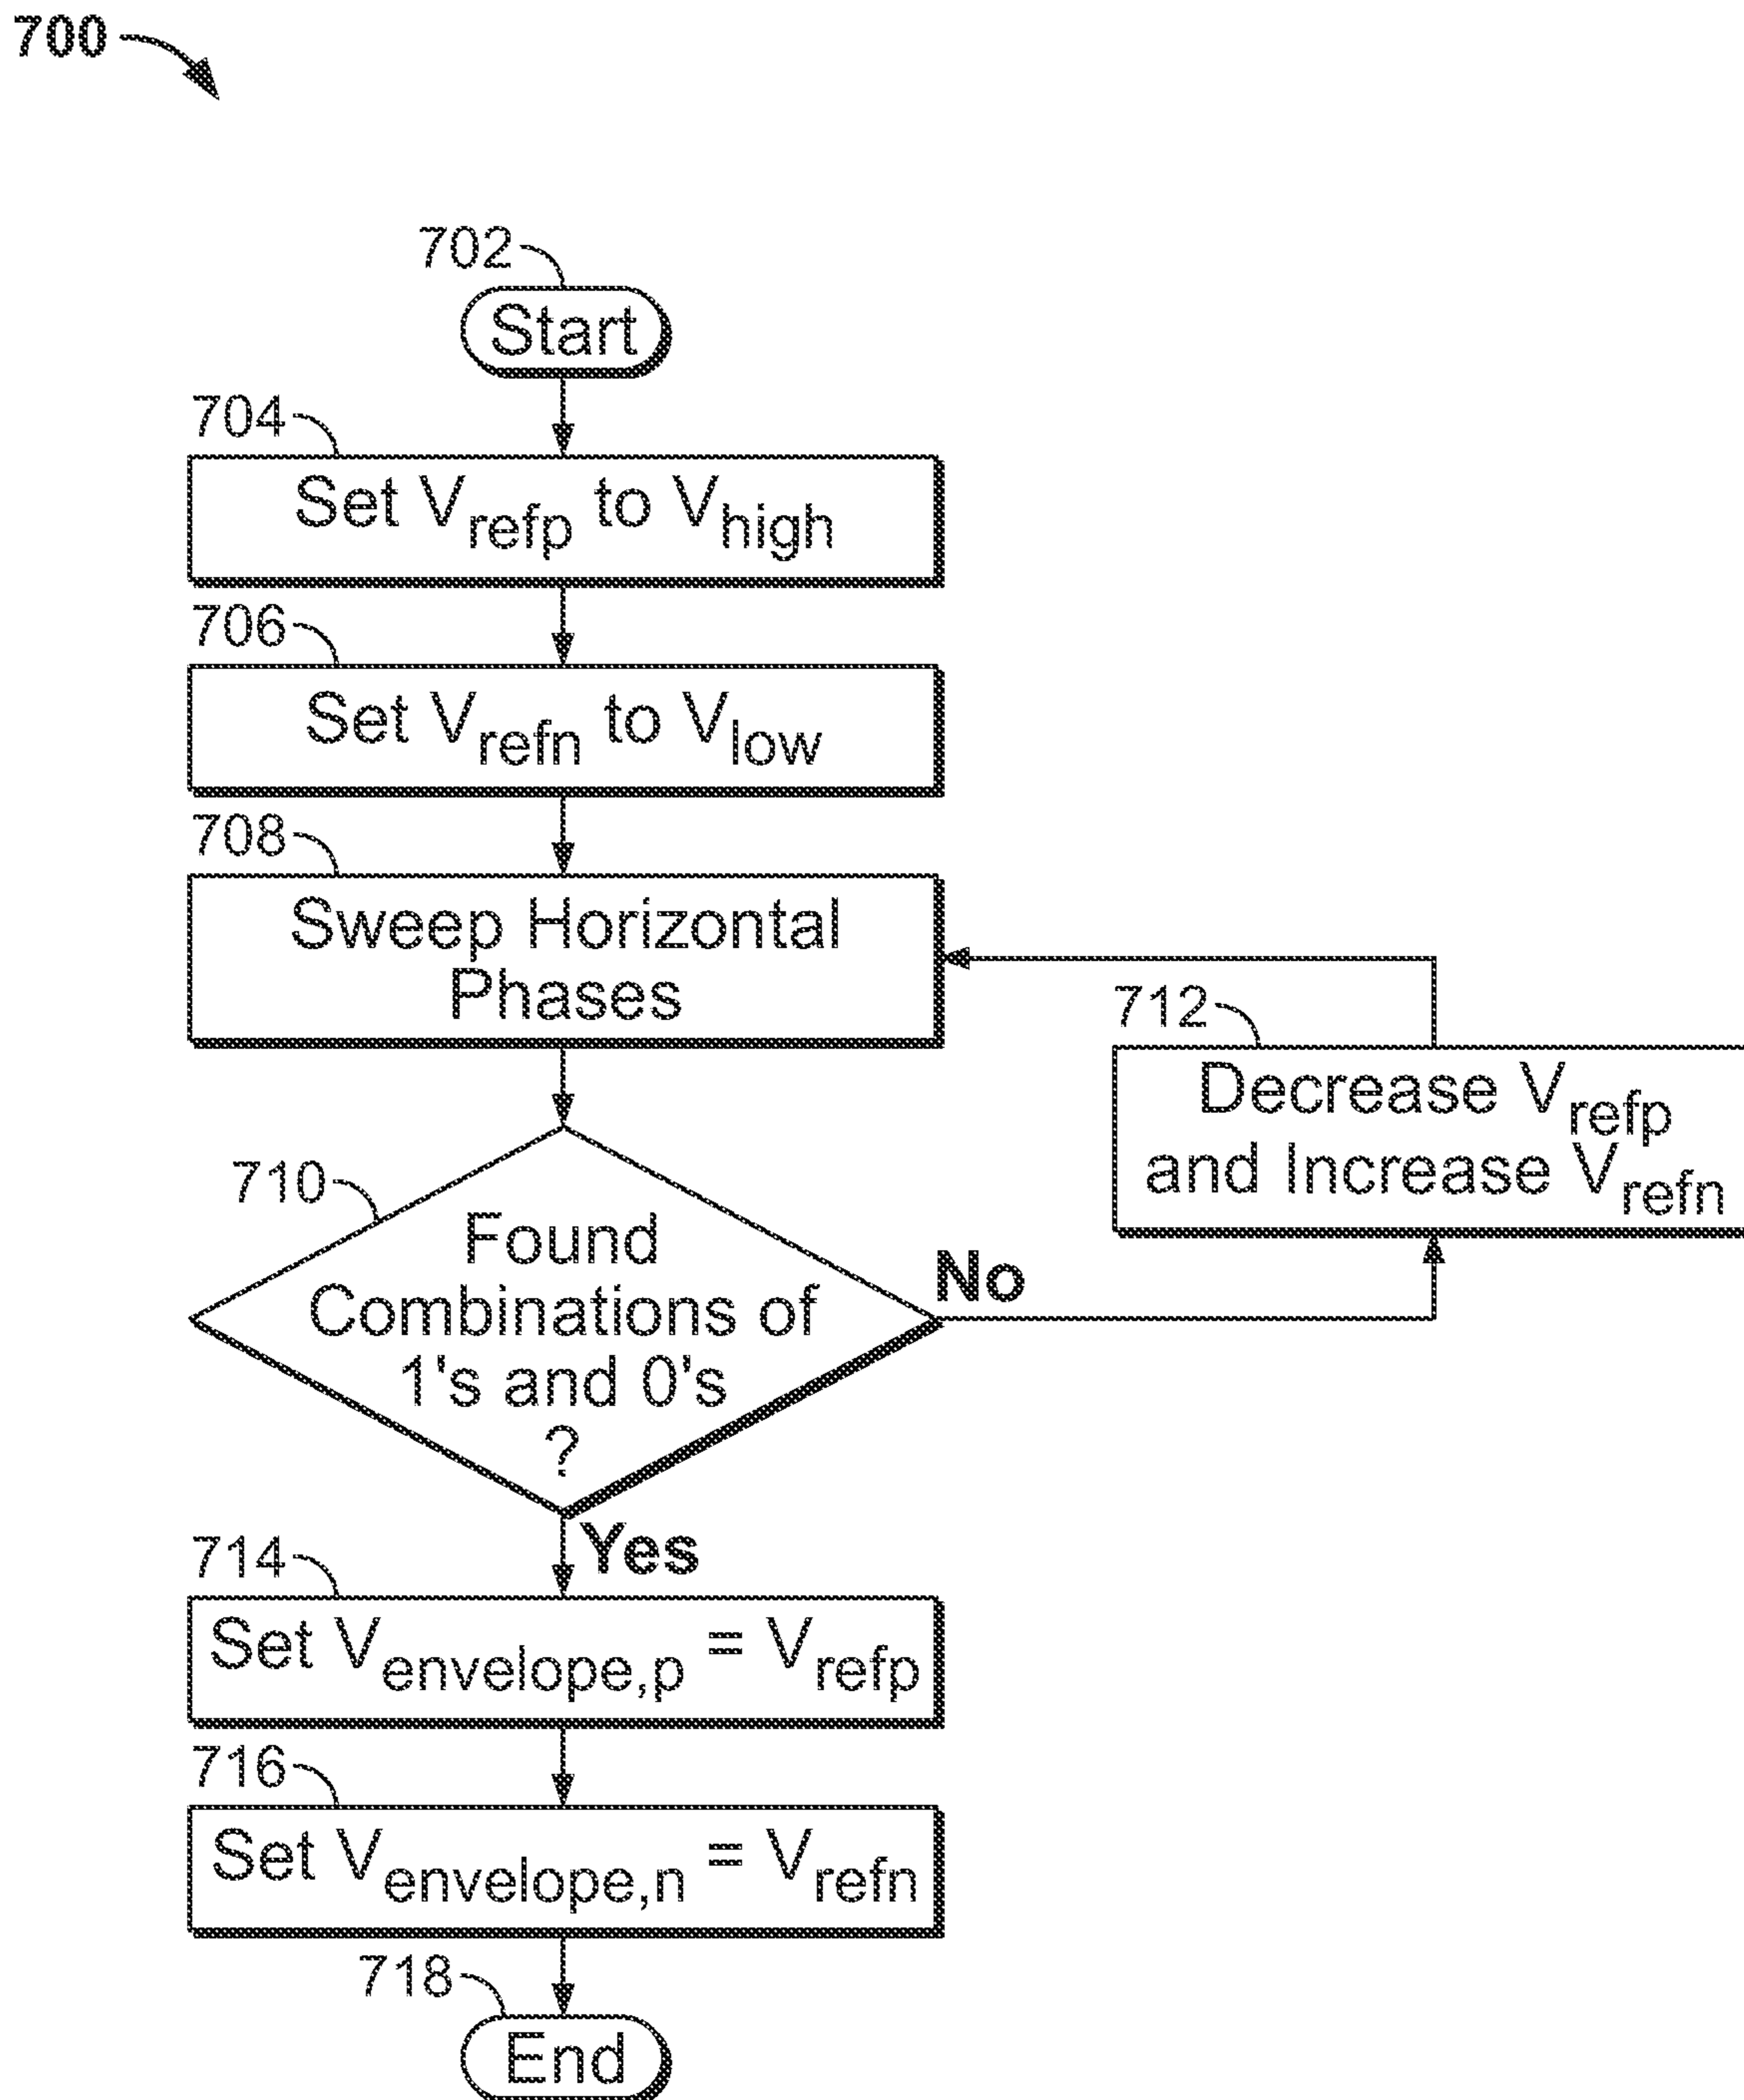 700
702
Start
704
Set Vrefp to Vhigh
706
Set Vrefn to Vlow
708
Sweep Horizontal
Phases
712
Decrease Vrefp
and Increase Vrefn
710
Found
Combinations of
1's and 0's
?
No
Yes
714
Set Venvelope,p = Vrefp
716
Set Venvelope,n = Vrefn
718
End